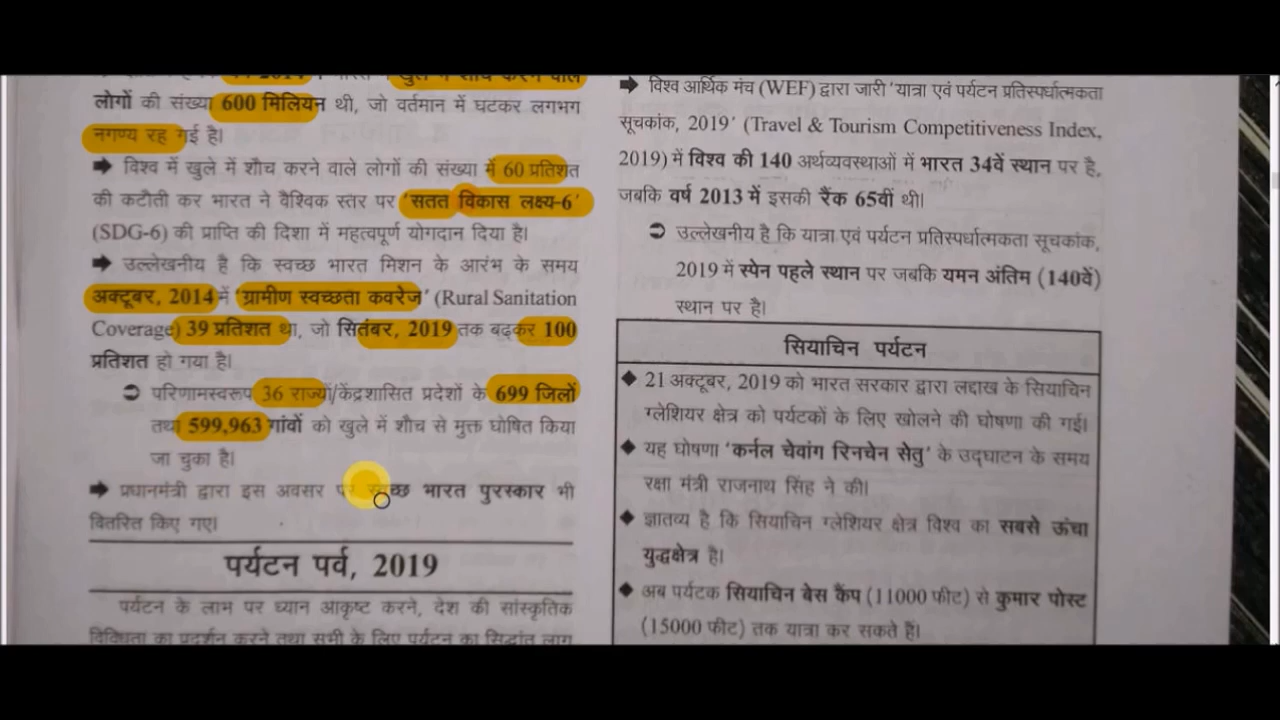 लोगों की संख्या 600 मिलियन थी, जो वर्तमान में घटकर लगभग
नगण्य रह गई है।
➡ विश्व में खुले में शौच करने वाले लोगों की संख्या में 60 प्रतिशत
की कटौती कर भारत ने वैश्विक स्तर पर 'सतत विकास लक्ष्य-6'
(SDG-6) की प्राप्ति की दिशा में महत्वपूर्ण योगदान दिया है।
➡ उल्लेखनीय है कि स्वच्छ भारत मिशन के आरंभ के समय
अक्टूबर, 2014 में 'ग्रामीण स्वच्छता कवरेज' (Rural Sanitation
Coverage) 39 प्रतिशत था, जो सितंबर, 2019 तक बढ़कर 100
प्रतिशत हो गया है।
➲ परिणामस्वरूप 36 राज्यों/केंद्रशासित प्रदेशों के 699 जिलों
तथा 599,963 गांवों को खुले में शौच से मुक्त घोषित किया
जा चुका है।
➡ प्रधानमंत्री द्वारा इस अवसर पर स्वच्छ भारत पुरस्कार भी
वितरित किए गए।
पर्यटन पर्व, 2019
पर्यटन के लाभ पर ध्यान आकृष्ट करने, देश की सांस्कृतिक
विविधता का प्रदर्शन करने तथा सभी के लिए पर्यटन का सिद्धांत लागू
➡ विश्व आर्थिक मंच (WEF) द्वारा जारी 'यात्रा एवं पर्यटन प्रतिस्पर्धात्मकता
सूचकांक, 2019' (Travel & Tourism Competitiveness Index,
2019) में विश्व की 140 अर्थव्यवस्थाओं में भारत 34वें स्थान पर है,
जबकि वर्ष 2013 में इसकी रैंक 65वीं थी।
➲ उल्लेखनीय है कि यात्रा एवं पर्यटन प्रतिस्पर्धात्मकता सूचकांक,
2019 में स्पेन पहले स्थान पर जबकि यमन अंतिम (140वें)
स्थान पर है।
सियाचिन पर्यटन
◆ 21 अक्टूबर, 2019 को भारत सरकार द्वारा लद्दाख के सियाचिन
ग्लेशियर क्षेत्र को पर्यटकों के लिए खोलने की घोषणा की गई।
◆ यह घोषणा 'कर्नल चेवांग रिनचेन सेतु' के उद्घाटन के समय
रक्षा मंत्री राजनाथ सिंह ने की।
◆ ज्ञातव्य है कि सियाचिन ग्लेशियर क्षेत्र विश्व का सबसे ऊंचा
युद्धक्षेत्र है।
◆ अब पर्यटक सियाचिन बेस कैंप (11000 फीट) से कुमार पोस्ट
(15000 फीट) तक यात्रा कर सकते हैं।